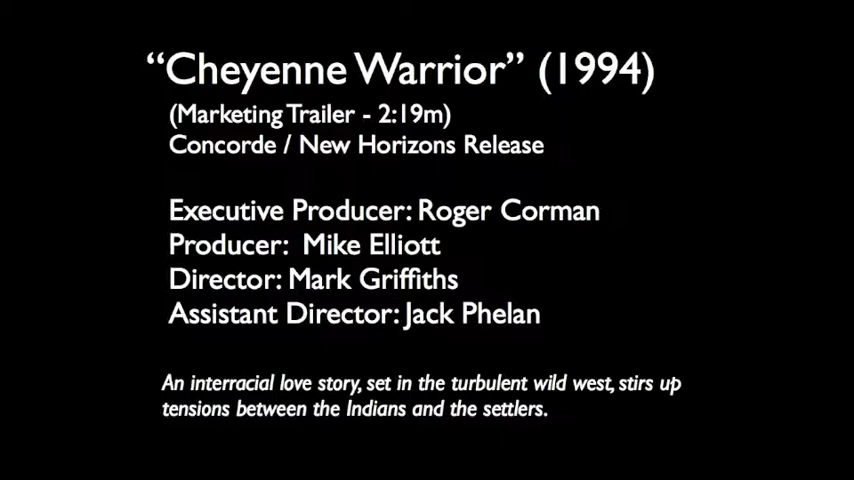 “Cheyenne Warrior” (1994)
(Marketing Trailer - 2:19m)
Concorde / New Horizons Release
Executive Producer: Roger Corman
Producer: Mike Elliott
Director: Mark Griffiths
Assistant Director: Jack Phelan
An interracial love story, set in the turbulent wild west, stirs up
tensions between the Indians and the settlers.